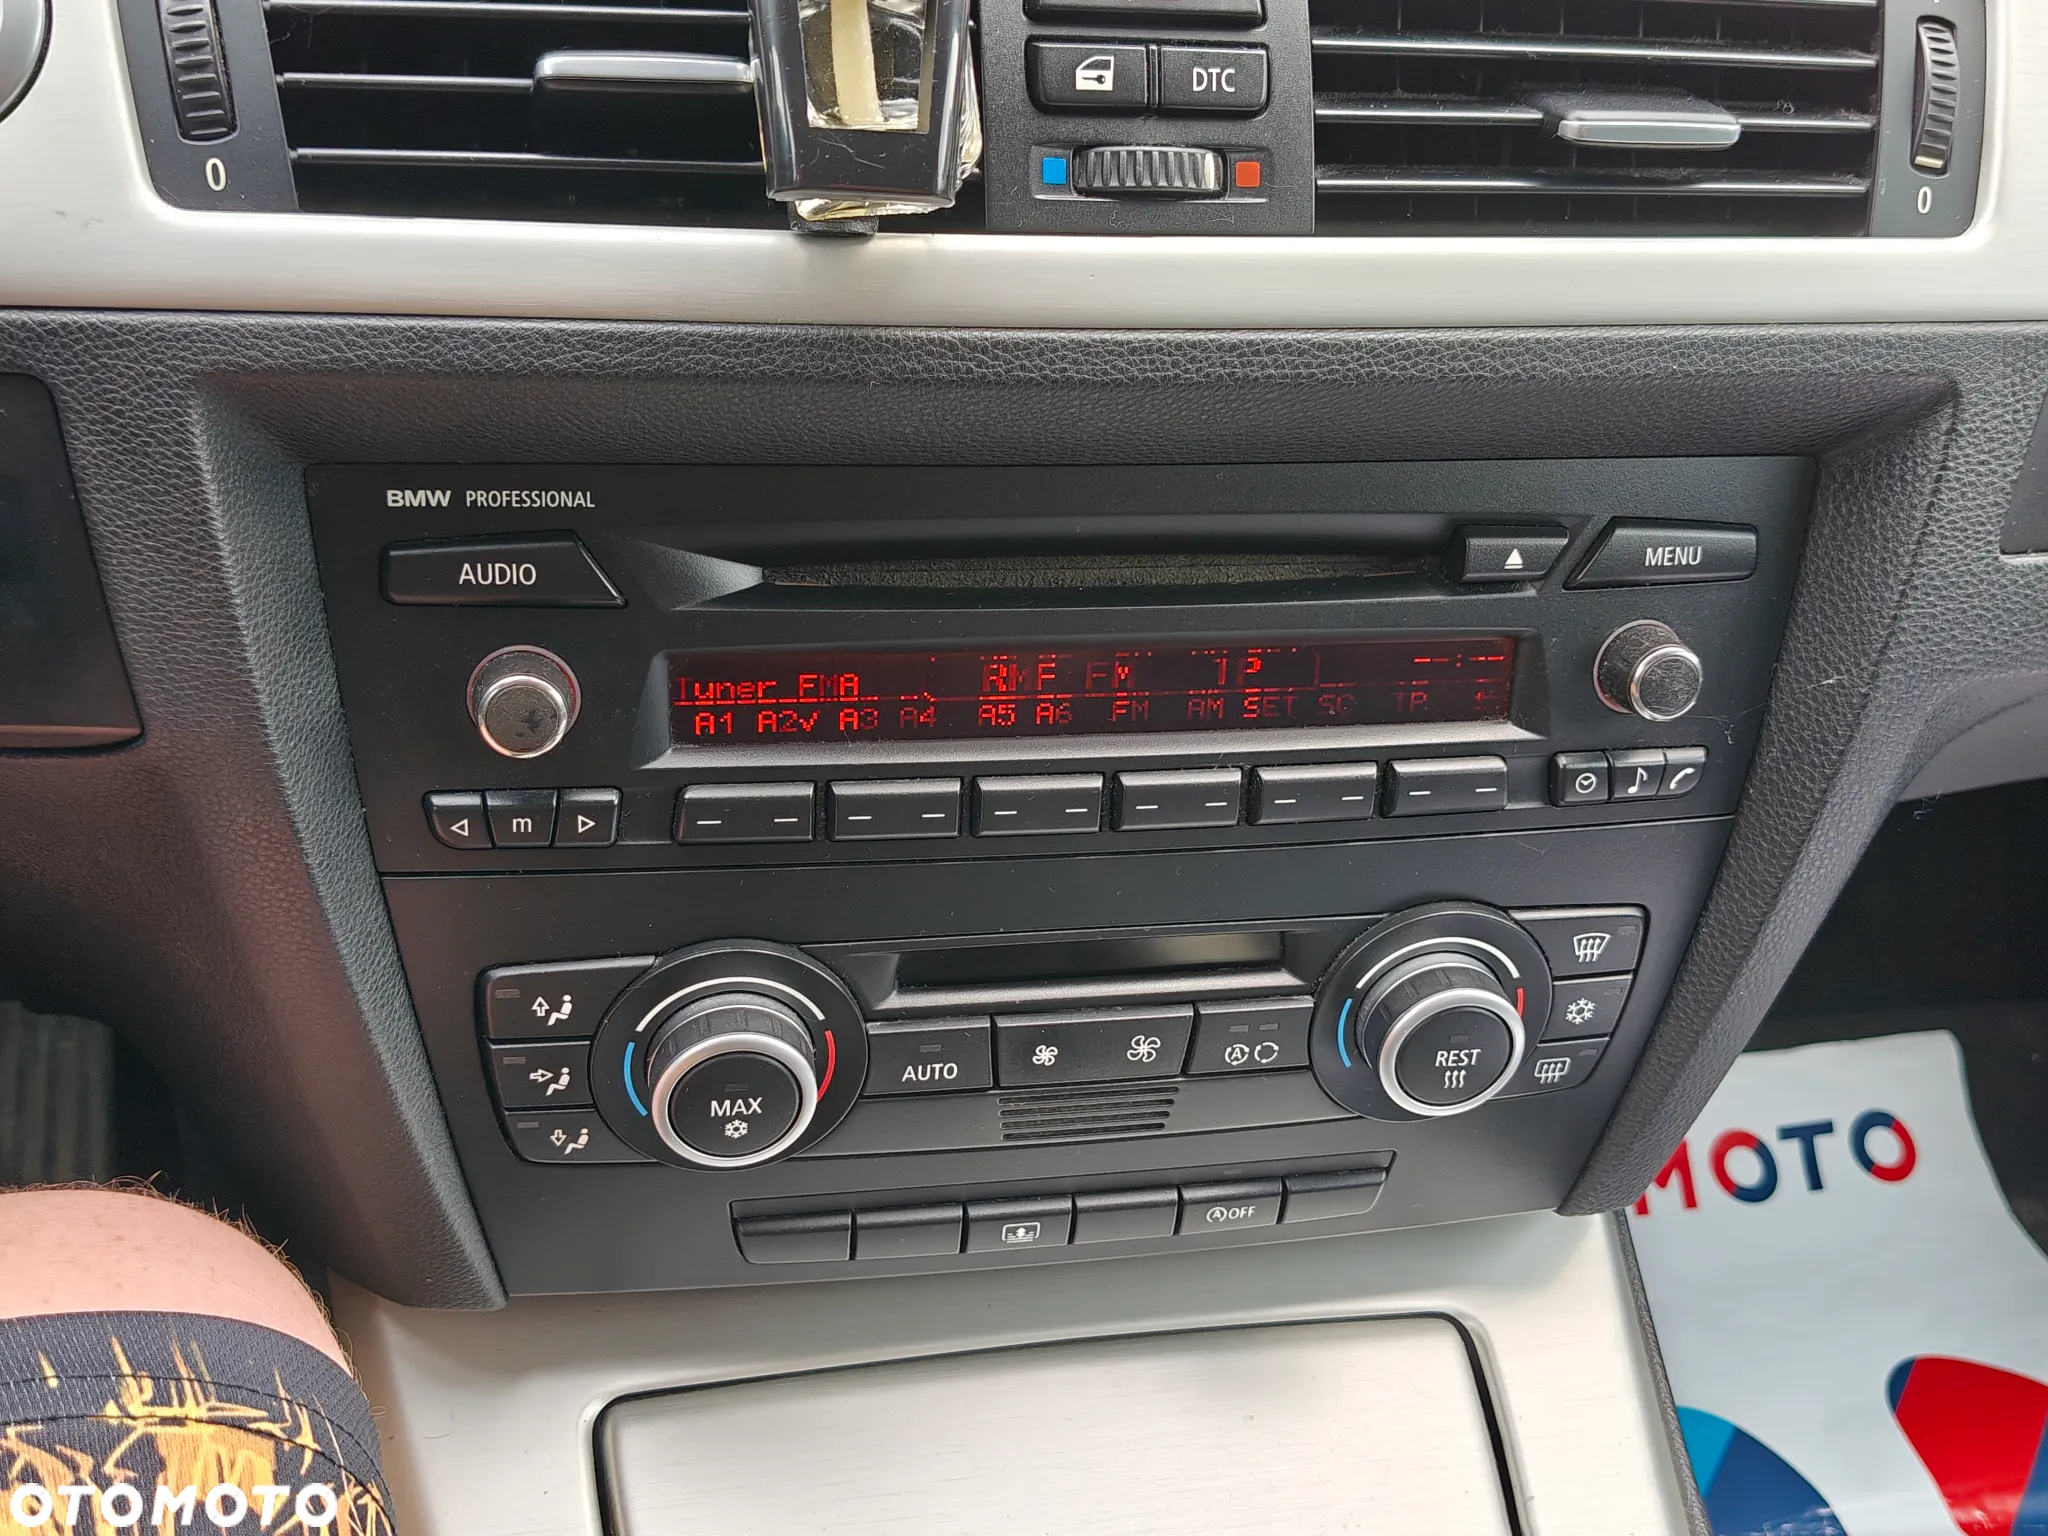 DTC
0
0
BMW PROFESSIONAL
AUDIO
MENU
RMF FM TP --:--
Tuner FMA
A1 A2v A3 A4 A5 A6 FM AM SET SC TP
m
AUTO
A
REST
MAX
A OFF
MOTO
OTOMOTO